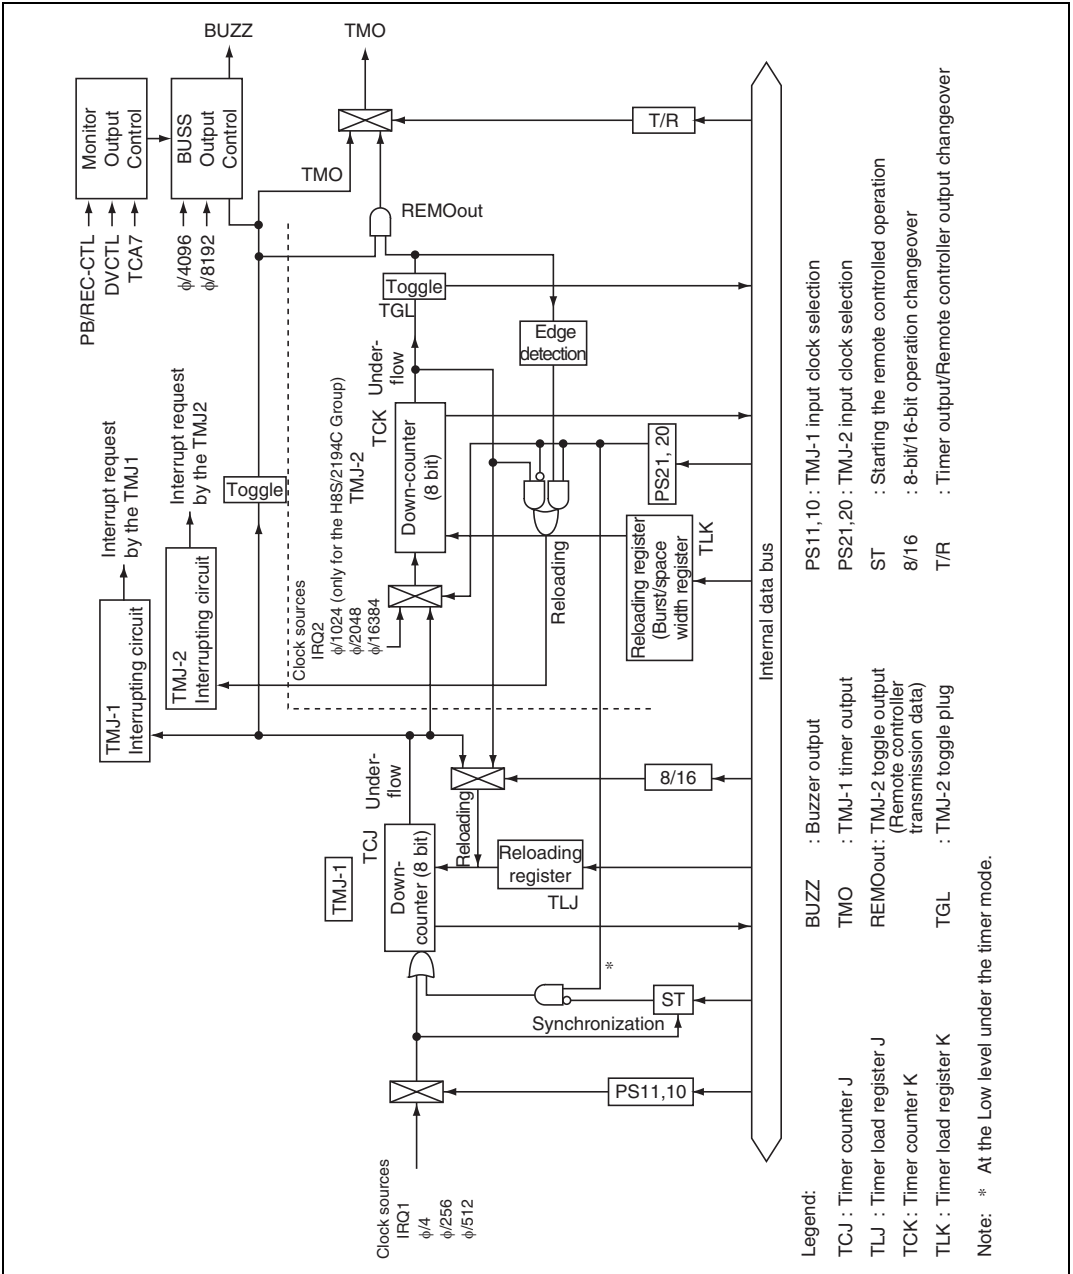 BUZZ
TMO
Monitor
Output
Control
BUSS
Output
Control
PB/REC-CTL
DVCTL
TCA7
ϕ/4096
ϕ/8192
TMO
REMOout
T/R
Toggle
TGL
Edge
detection
Under-
flow
TCK
Down-counter
(8 bit)
TMJ-2
Clock sources
IRQ2
ϕ/1024 (only for the H8S/2194C Group)
ϕ/2048
ϕ/16384
PS21, 20
Reloading
Reloading register
(Burst/space
width register)
TLK
Interrupt request
by the TMJ1
Interrupt request
by the TMJ2
Toggle
TMJ-1
Interrupting circuit
TMJ-2
Interrupting circuit
Under-
flow
TCJ
TMJ-1
Down-
counter (8 bit)
Reloading
Reloading
register
TLJ
8/16
*
ST
Synchronization
PS11,10
Clock sources
IRQ1
ϕ/4
ϕ/256
ϕ/512
Internal data bus
Legend:
TCJ : Timer counter J
TLJ : Timer load register J
TCK : Timer counter K
TLK : Timer load register K
BUZZ : Buzzer output
TMO : TMJ-1 timer output
REMOout: TMJ-2 toggle output
(Remote controller
transmission data)
TGL : TMJ-2 toggle plug
PS11,10 : TMJ-1 input clock selection
PS21,20 : TMJ-2 input clock selection
ST : Starting the remote controlled operation
8/16 : 8-bit/16-bit operation changeover
T/R : Timer output/Remote controller output changeover
Note: * At the Low level under the timer mode.